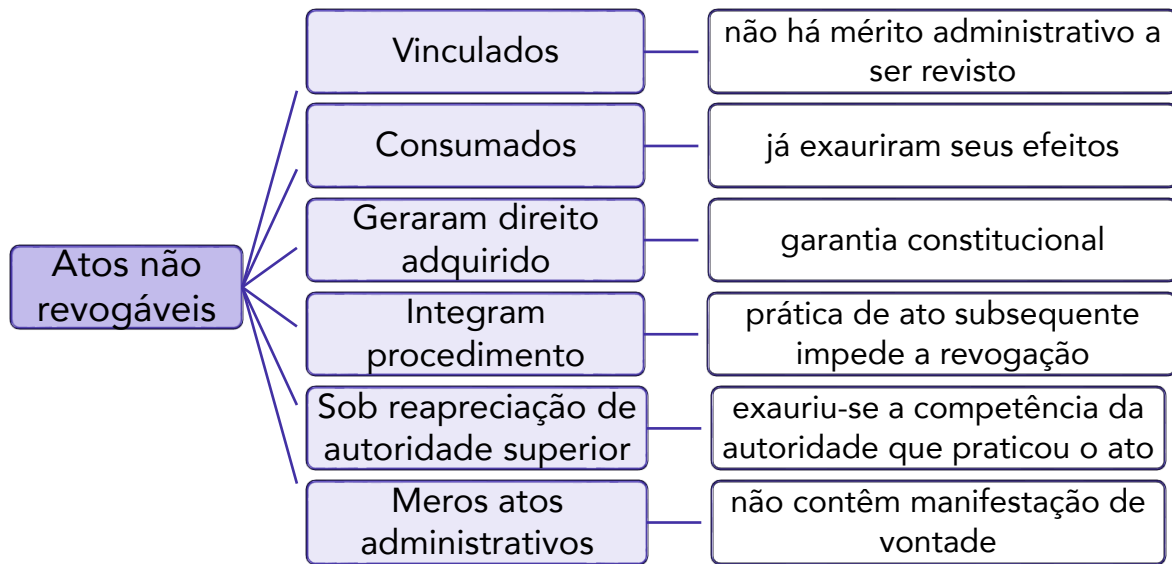 Vinculados
não há mérito administrativo a
ser revisto
Consumados
já exauriram seus efeitos
Geraram direito
adquirido
garantia constitucional
Atos não
revogáveis
Integram
procedimento
prática de ato subsequente
impede a revogação
Sob reapreciação de
autoridade superior
exauriu-se a competência da
autoridade que praticou o ato
Meros atos
administrativos
não contêm manifestação de
vontade